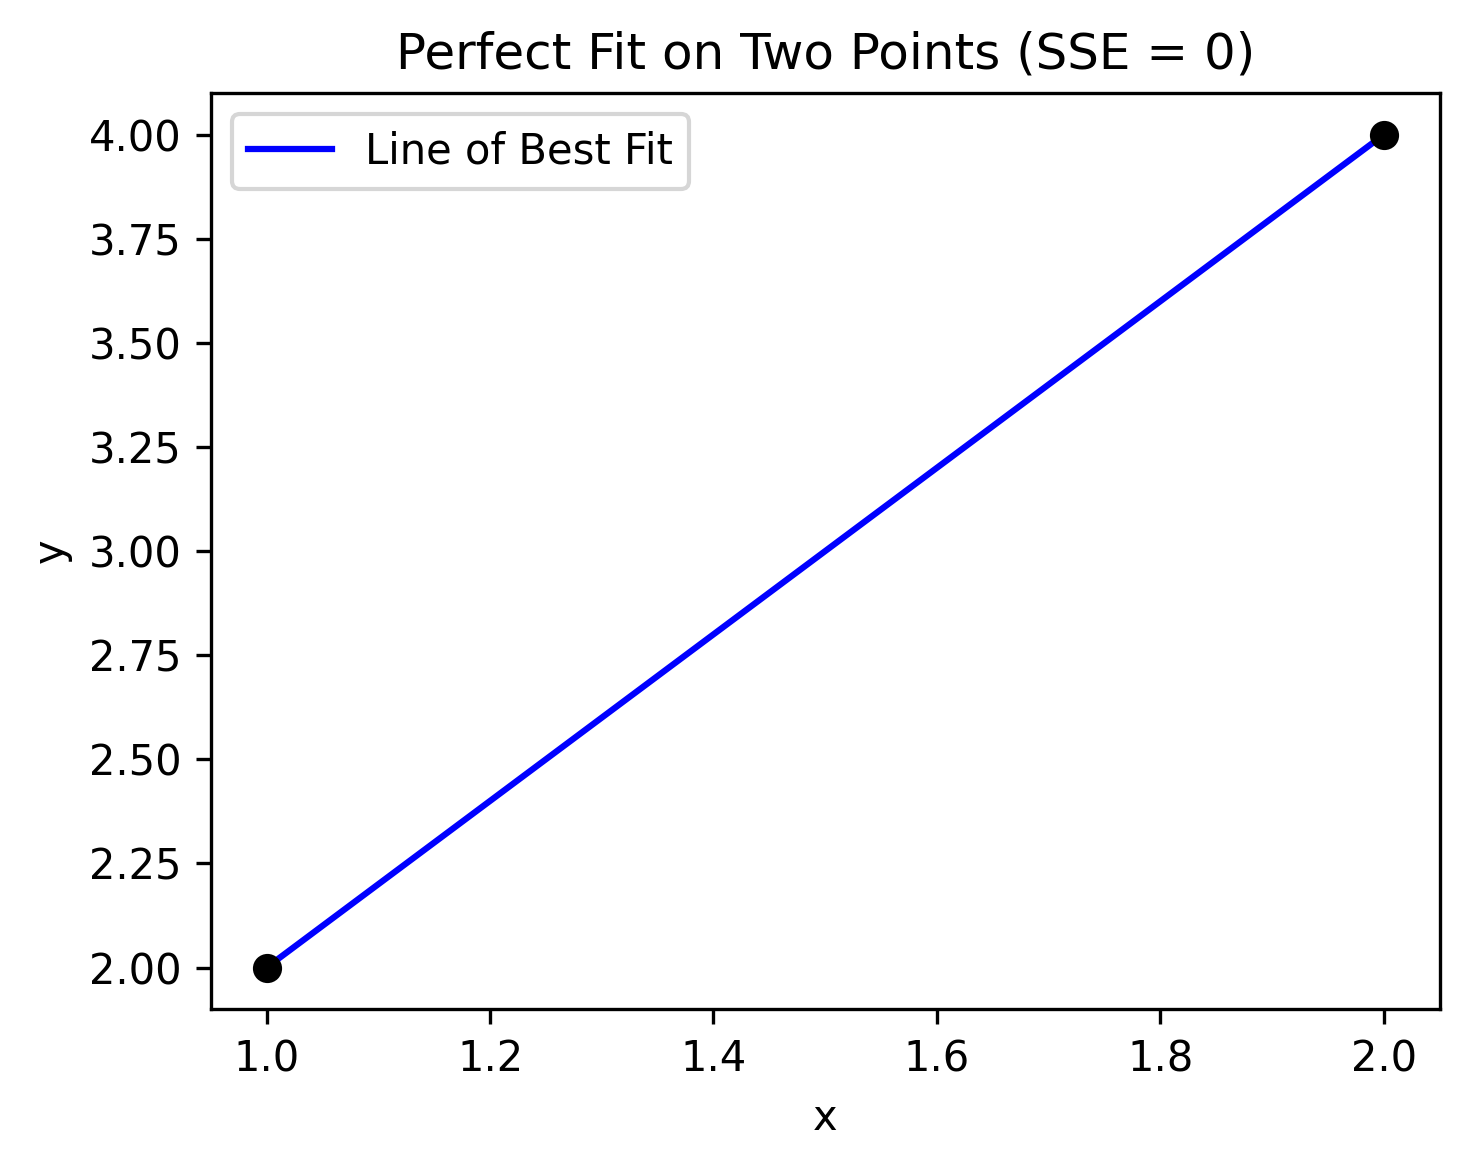 Perfect Fit on Two Points (SSE = 0)
Line of Best Fit
4.00
3.75
3.50
3.25
3.00
2.75
2.50
2.25
2.00
y
1.0 1.2 1.4 1.6 1.8 2.0
x